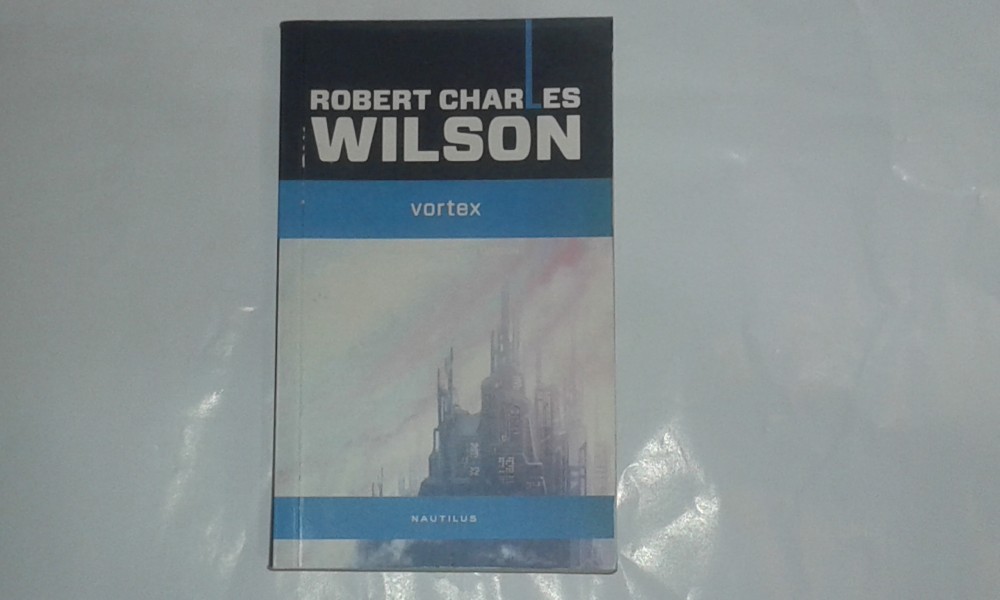 ROBERT CHARLES
WILSON
vortex
NAUTILUS